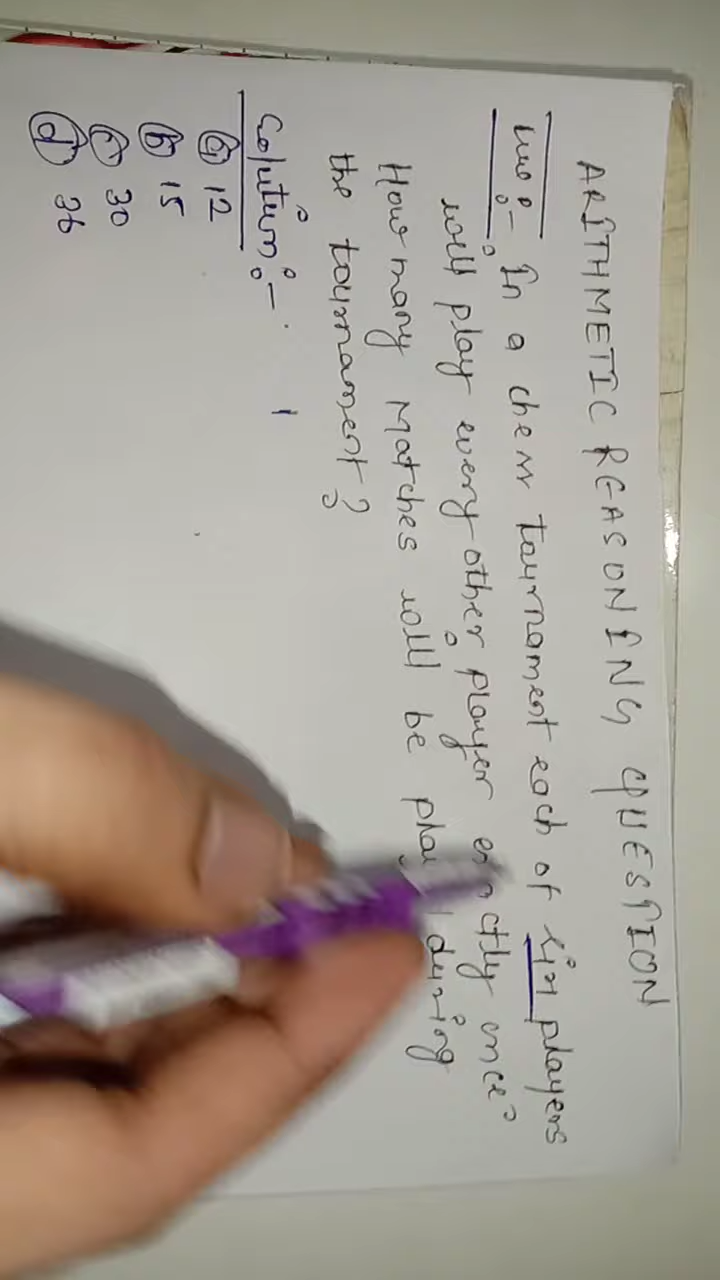 ARITHMETIC REASONING QUESTION
In a chess tournament each of six players
will play every other player exactly once.
How many Matches will be played during
the tournament?
Solution:-
(a) 12
(b) 15
(c) 30
(d) 36